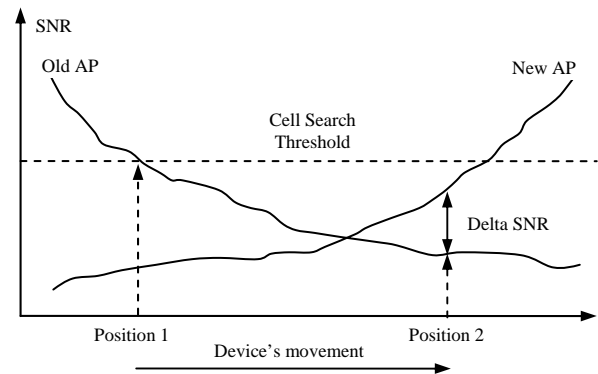 SNR
Old AP
New AP
Cell Search
Threshold
Delta SNR
Position 1
Position 2
Device's movement